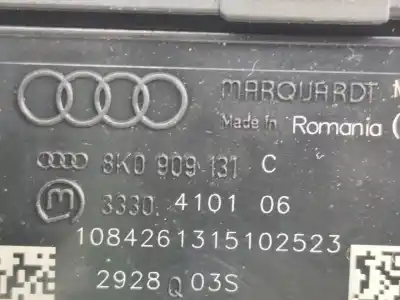 MARQUARDT
Made in Romania
8K0 909 131 C
3330 4101 06
1084261315102523
2928 Q 03S